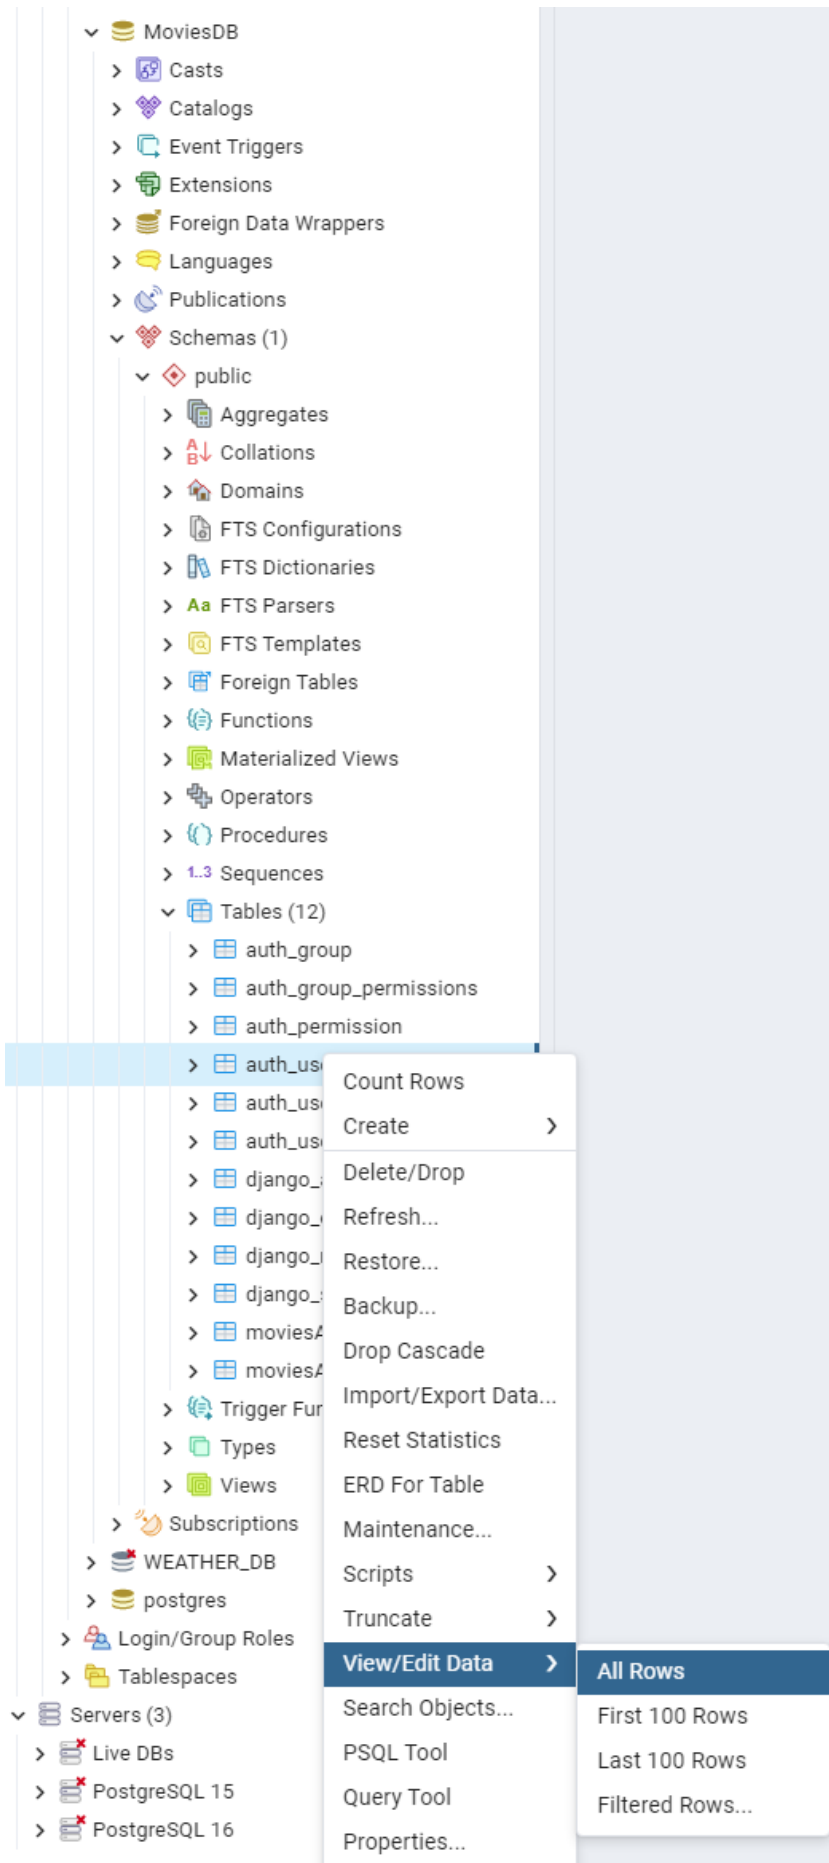 MoviesDB
Casts
Catalogs
Event Triggers
Extensions
Foreign Data Wrappers
Languages
Publications
Schemas (1)
public
Aggregates
Collations
Domains
FTS Configurations
FTS Dictionaries
Aa FTS Parsers
FTS Templates
Foreign Tables
Functions
Materialized Views
Operators
Procedures
1..3 Sequences
Tables (12)
auth_group
auth_group_permissions
auth_permission
auth_us
auth_us
auth_us
django_
django_
django_
django_
movies
movies
Trigger Fur
Types
Views
Subscriptions
WEATHER_DB
postgres
Login/Group Roles
Tablespaces
Servers (3)
Live DBs
PostgreSQL 15
PostgreSQL 16
Count Rows
Create
Delete/Drop
Refresh...
Restore...
Backup...
Drop Cascade
Import/Export Data...
Reset Statistics
ERD For Table
Maintenance...
Scripts
Truncate
View/Edit Data
Search Objects...
PSQL Tool
Query Tool
Properties...
All Rows
First 100 Rows
Last 100 Rows
Filtered Rows...